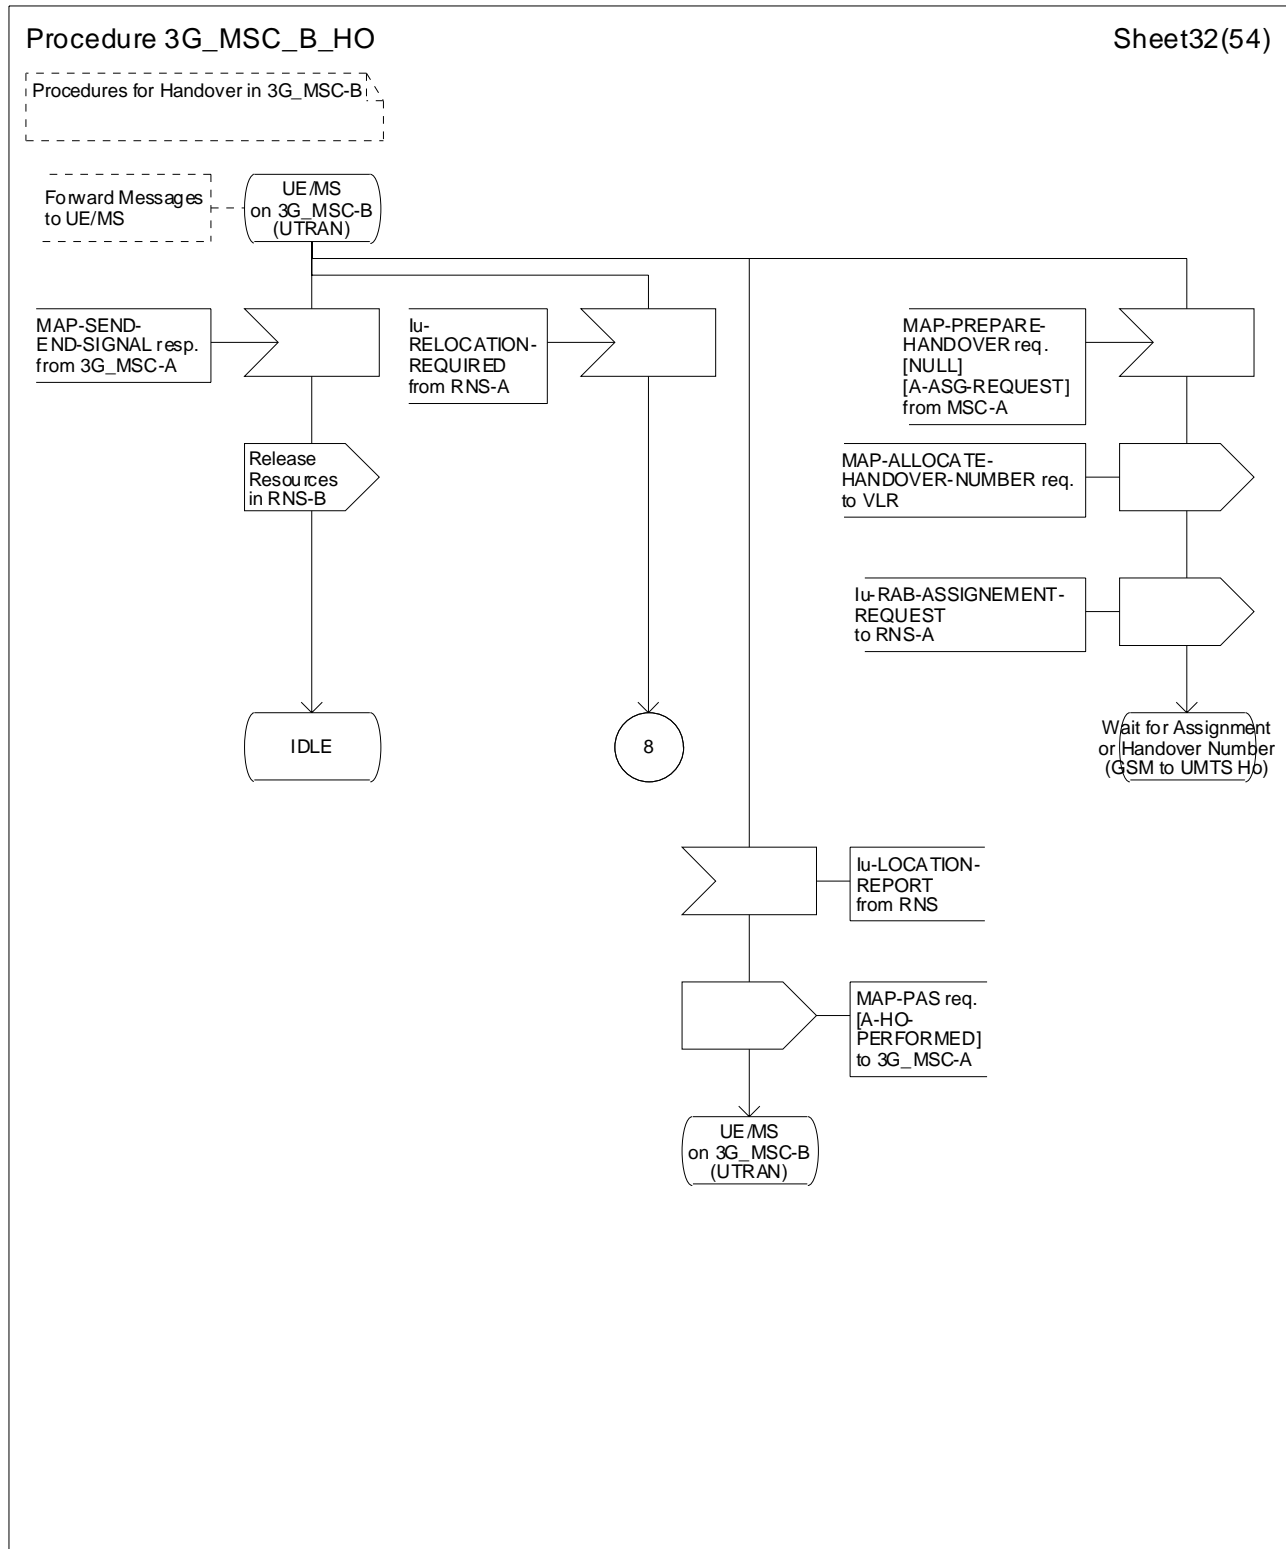 Procedure 3G_MSC_B_HO
Sheet32(54)
Procedures for Handover in 3G_MSC-B
Forward Messages
to UE/MS
UE/MS
on 3G_MSC-B
(UTRAN)
MAP-SEND-
END-SIGNAL resp.
from 3G_MSC-A
Iu-
RELOCATION-
REQUIRED
from RNS-A
MAP-PREPARE-
HANDOVER req.
[NULL]
[A-ASG-REQUEST]
from MSC-A
Release
Resources
in RNS-B
MAP-ALLOCATE-
HANDOVER-NUMBER req.
to VLR
Iu-RAB-ASSIGNEMENT-
REQUEST
to RNS-A
IDLE
8
Wait for Assignment
or Handover Number
(GSM to UMTS Ho)
Iu-LOCATION-
REPORT
from RNS
MAP-PAS req.
[A-HO-
PERFORMED]
to 3G_MSC-A
UE/MS
on 3G_MSC-B
(UTRAN)